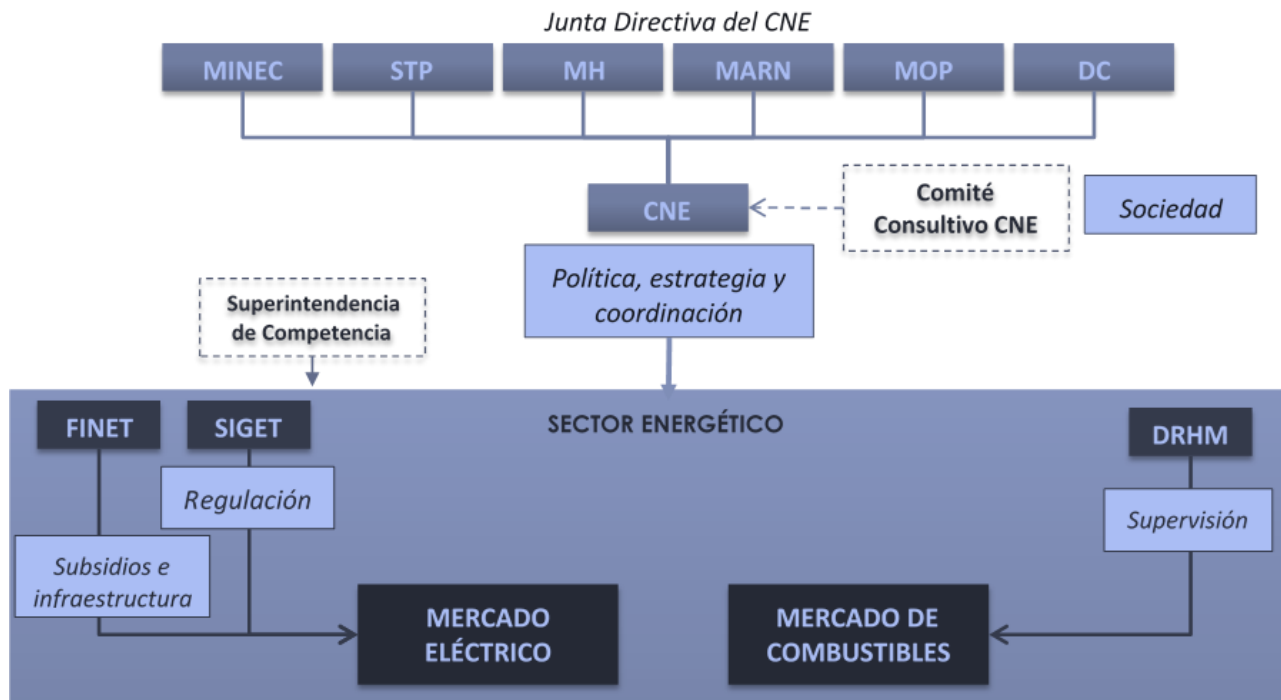 Junta Directiva del CNE
MINEC
STP
MH
MARN
MOP
DC
CNE
Comité
Consultivo CNE
Sociedad
Política, estrategia y
coordinación
Superintendencia
de Competencia
SECTOR ENERGÉTICO
FINET
SIGET
DRHM
Regulación
Supervisión
Subsidios e
infraestructura
MERCADO
ELÉCTRICO
MERCADO DE
COMBUSTIBLES